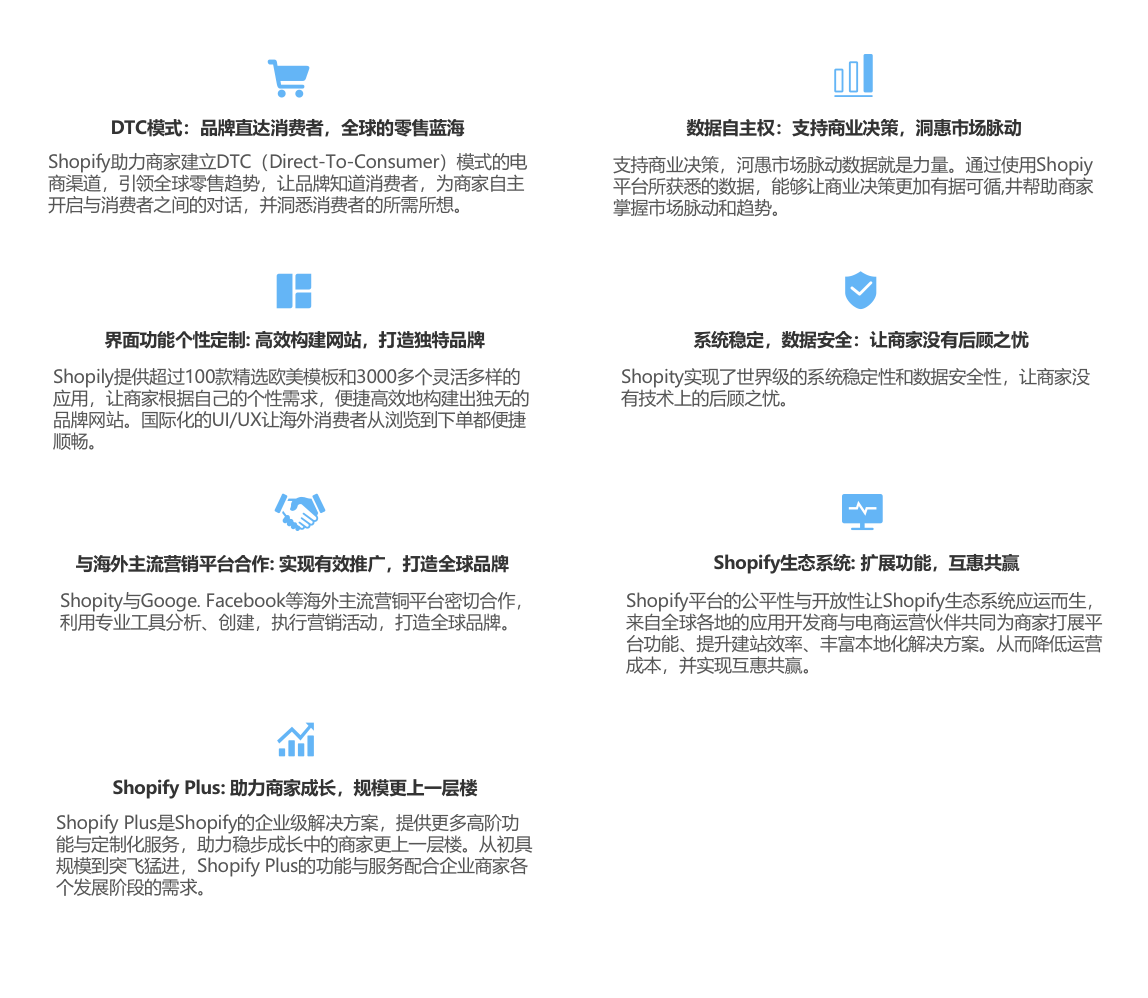 DTC模式：品牌直达消费者，全球的零售蓝海
Shopify助力商家建立DTC（Direct-To-Consumer）模式的电
商渠道，引领全球零售趋势，让品牌知道消费者，为商家自主
开启与消费者之间的对话，并洞悉消费者的所需所想。
数据自主权：支持商业决策，洞惠市场脉动
支持商业决策，河愚市场脉动数据就是力量。通过使用Shopiy
平台所获悉的数据，能够让商业决策更加有据可循,井帮助商家
掌握市场脉动和趋势。
界面功能个性定制: 高效构建网站，打造独特品牌
Shopily提供超过100款精选欧美模板和3000多个灵活多样的
应用，让商家根据自己的个性需求，便捷高效地构建出独无的
品牌网站。国际化的UI/UX让海外消费者从浏览到下单都便捷
顺畅。
系统稳定，数据安全：让商家没有后顾之忧
Shopity实现了世界级的系统稳定性和数据安全性，让商家没
有技术上的后顾之忧。
与海外主流营销平台合作: 实现有效推广，打造全球品牌
Shopity与Googe. Facebook等海外主流营铜平台密切合作，
利用专业工具分析、创建，执行营销活动，打造全球品牌。
Shopify生态系统: 扩展功能，互惠共赢
Shopify平台的公平性与开放性让Shopify生态系统应运而生，
来自全球各地的应用开发商与电商运营伙伴共同为商家打展平
台功能、提升建站效率、丰富本地化解决方案。从而降低运营
成本，并实现互惠共赢。
Shopify Plus: 助力商家成长，规模更上一层楼
Shopify Plus是Shopify的企业级解决方案，提供更多高阶功
能与定制化服务，助力稳步成长中的商家更上一层楼。从初具
规模到突飞猛进，Shopify Plus的功能与服务配合企业商家各
个发展阶段的需求。